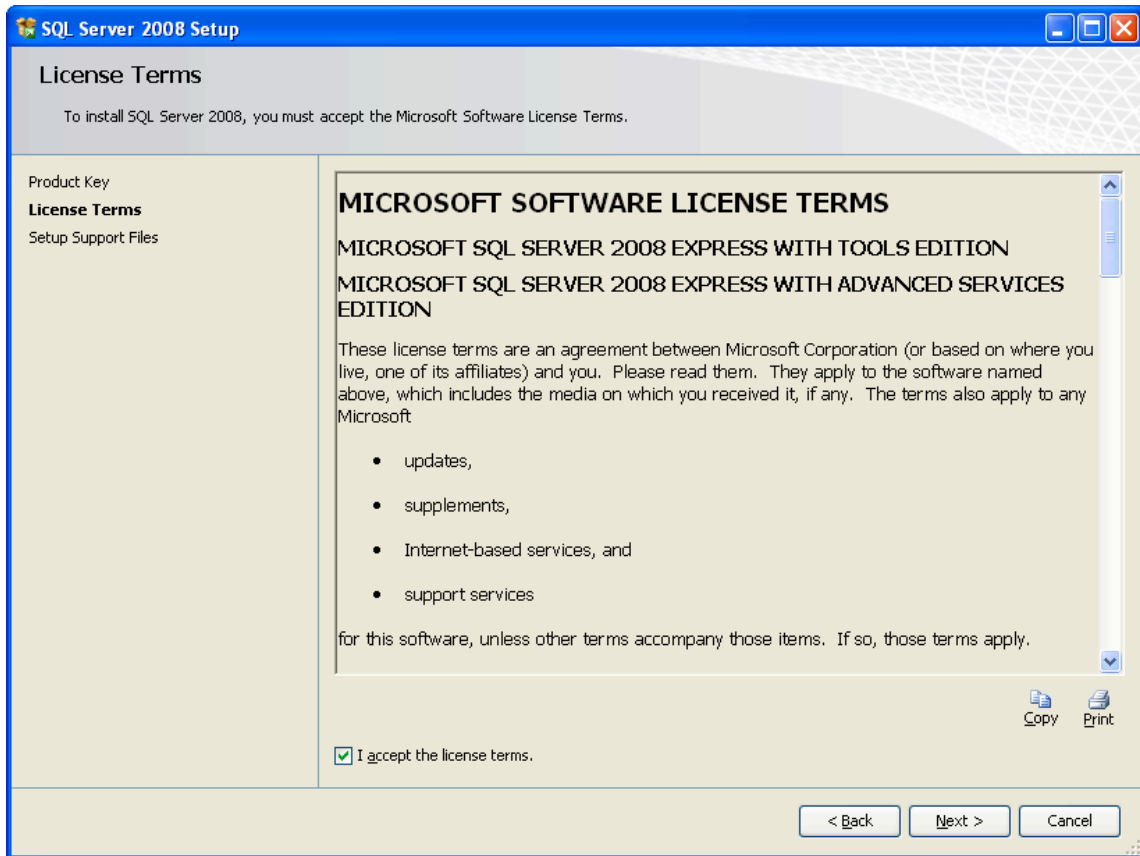 SQL Server 2008 Setup
License Terms
To install SQL Server 2008, you must accept the Microsoft Software License Terms.
Product Key
License Terms
Setup Support Files
MICROSOFT SOFTWARE LICENSE TERMS
MICROSOFT SQL SERVER 2008 EXPRESS WITH TOOLS EDITION
MICROSOFT SQL SERVER 2008 EXPRESS WITH ADVANCED SERVICES
EDITION
These license terms are an agreement between Microsoft Corporation (or based on where you
live, one of its affiliates) and you.  Please read them.  They apply to the software named
above, which includes the media on which you received it, if any.  The terms also apply to any
Microsoft
• updates,
• supplements,
• Internet-based services, and
• support services
for this software, unless other terms accompany those items.  If so, those terms apply.
Copy Print
I accept the license terms.
< Back Next > Cancel